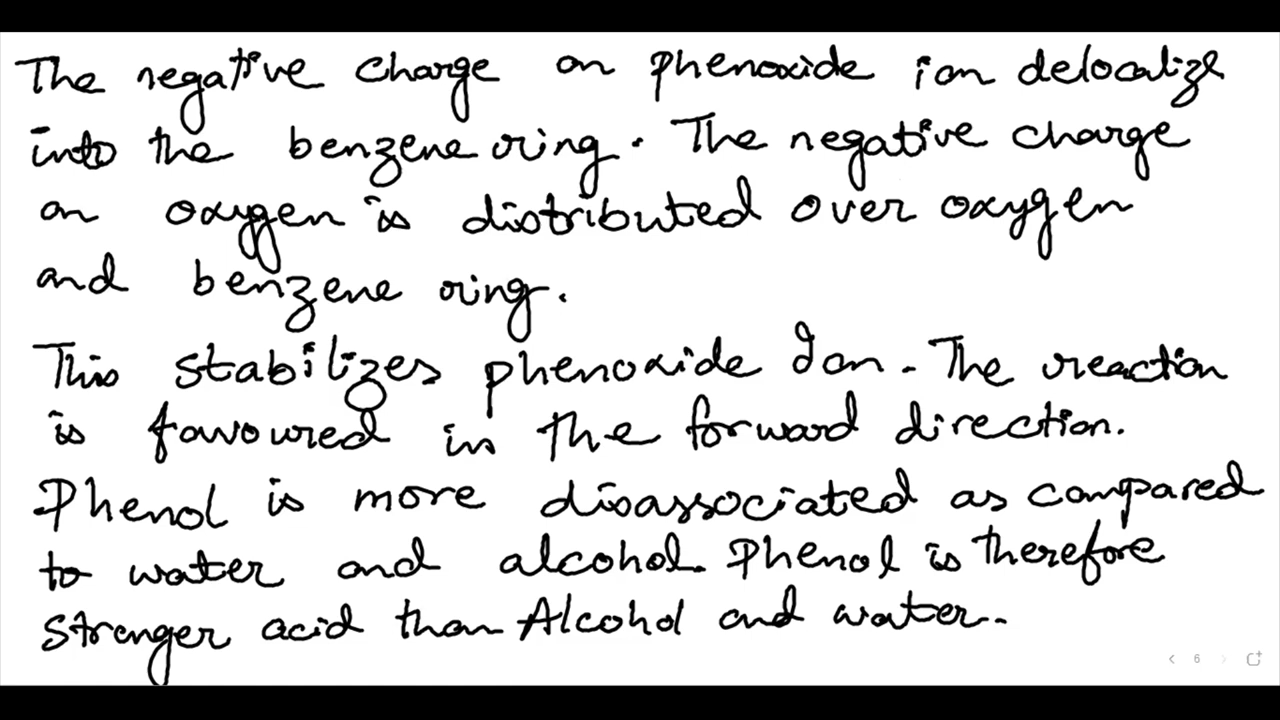 The negative charge on phenoxide ion delocalize
into the benzene ring. The negative charge
on oxygen is distributed over oxygen
and benzene ring.
This stabilizes phenoxide Ion. The reaction
is favoured in the forward direction.
Phenol is more disassociated as compared
to water and alcohol. Phenol is therefore
stronger acid than Alcohol and water.
6